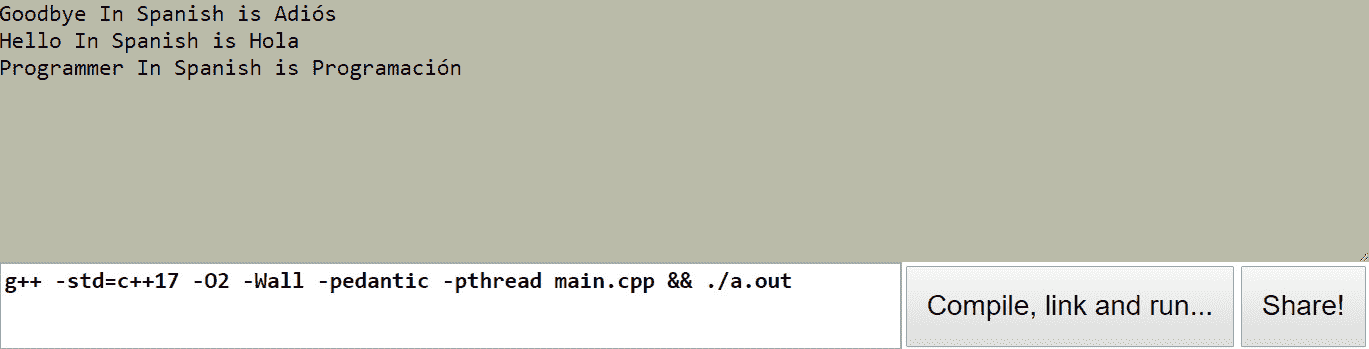 Goodbye In Spanish is Adiós
Hello In Spanish is Hola
Programmer In Spanish is Programación
g++ -std=c++17 -O2 -Wall -pedantic -pthread main.cpp && ./a.out
Compile, link and run...
Share!